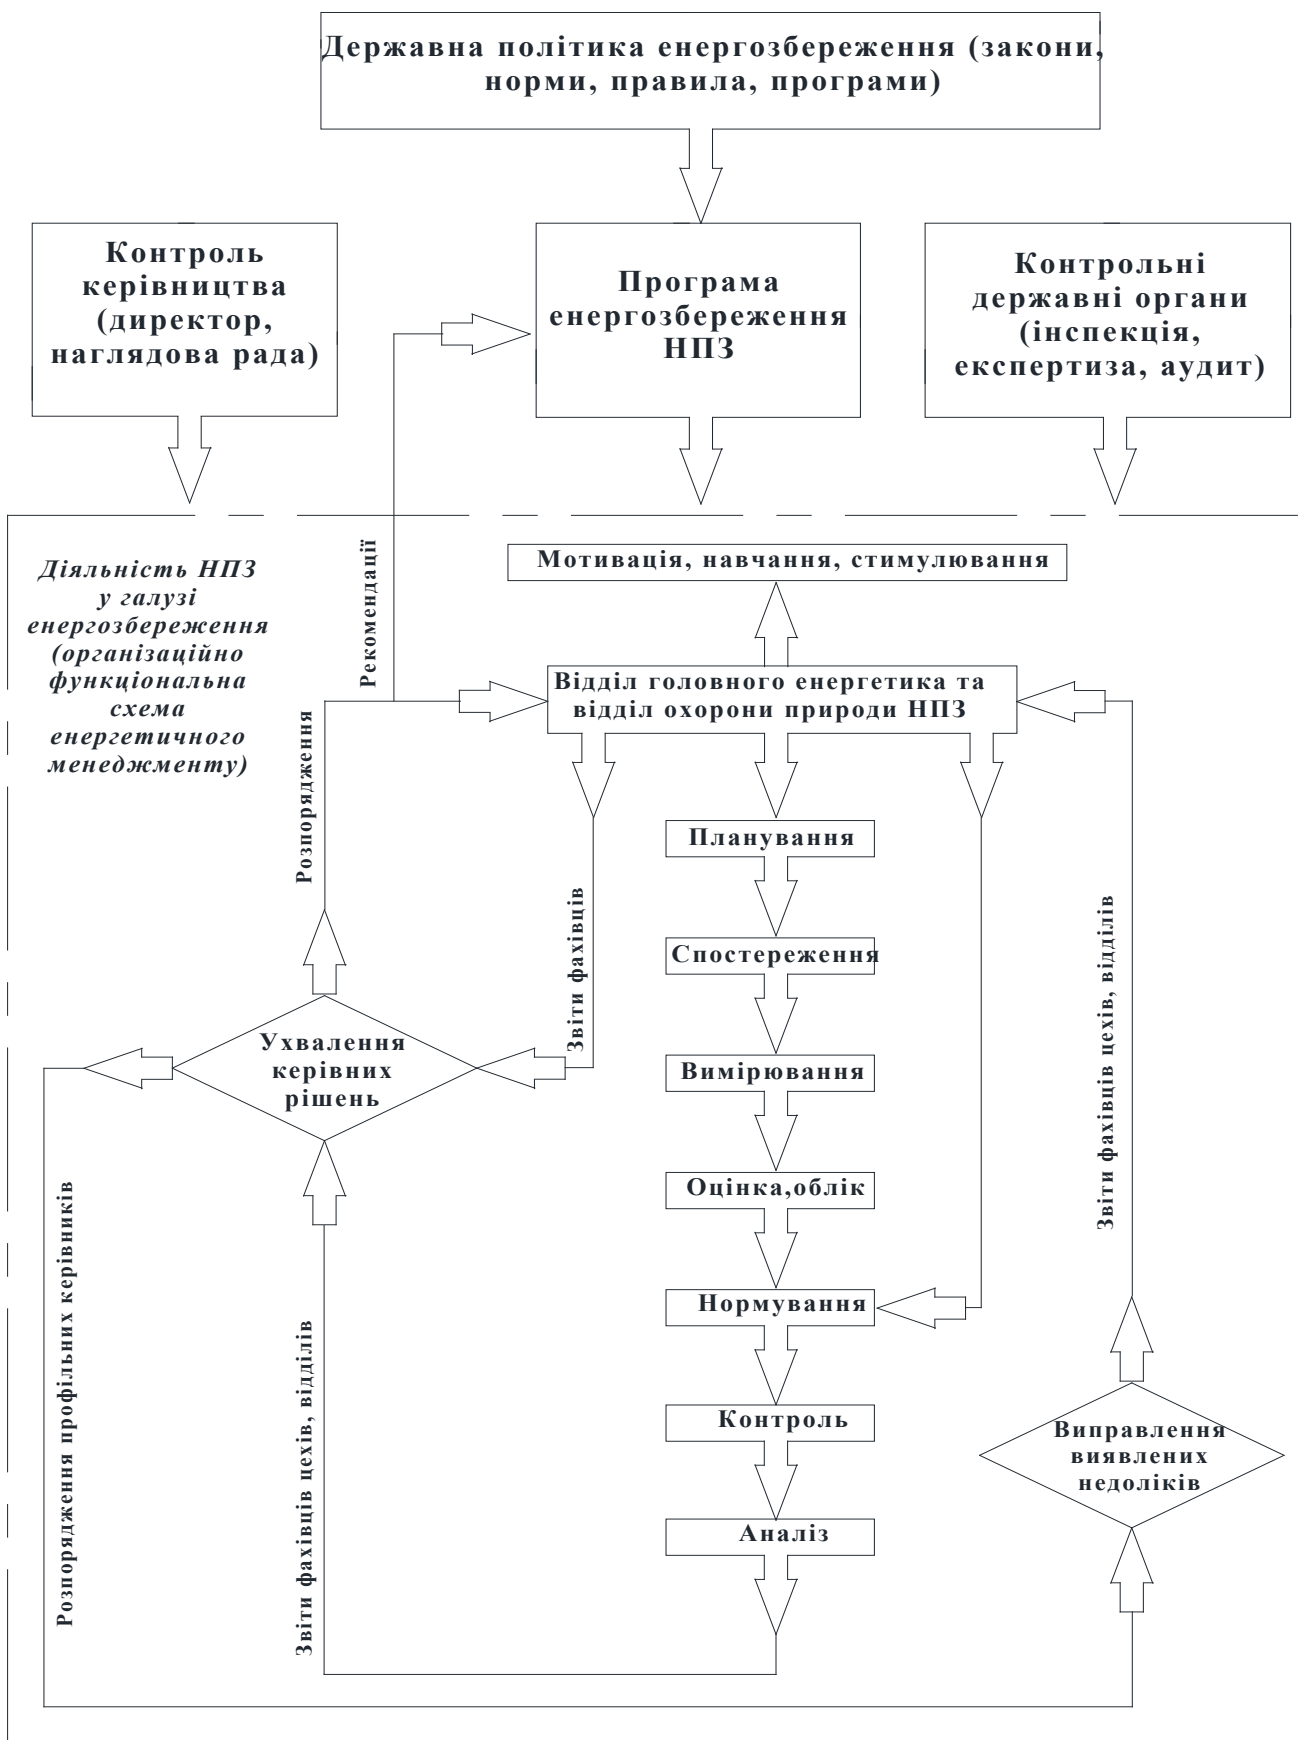 Державна політика енергозбереження (закони,
норми, правила, програми)
Контроль
керівництва
(директор,
наглядова рада)
Програма
енергозбереження
НПЗ
Контрольні
державні органи
(інспекція,
експертиза, аудит)
Діяльність НПЗ
у галузі
енергозбереження
(організаційно
функціональна
схема
енергетичного
менеджменту)
Рекомендації
Мотивація, навчання, стимулювання
Відділ головного енергетика та
відділ охорони природи НПЗ
Розпорядження
Звіти фахівців
Планування
Спостереження
Вимірювання
Оцінка,облік
Нормування
Контроль
Аналіз
Ухвалення
керівних
рішень
Звіти фахівців цехів, відділів
Виправлення
виявлених
недоліків
Розпорядження профільних керівників
Звіти фахівців цехів, відділів